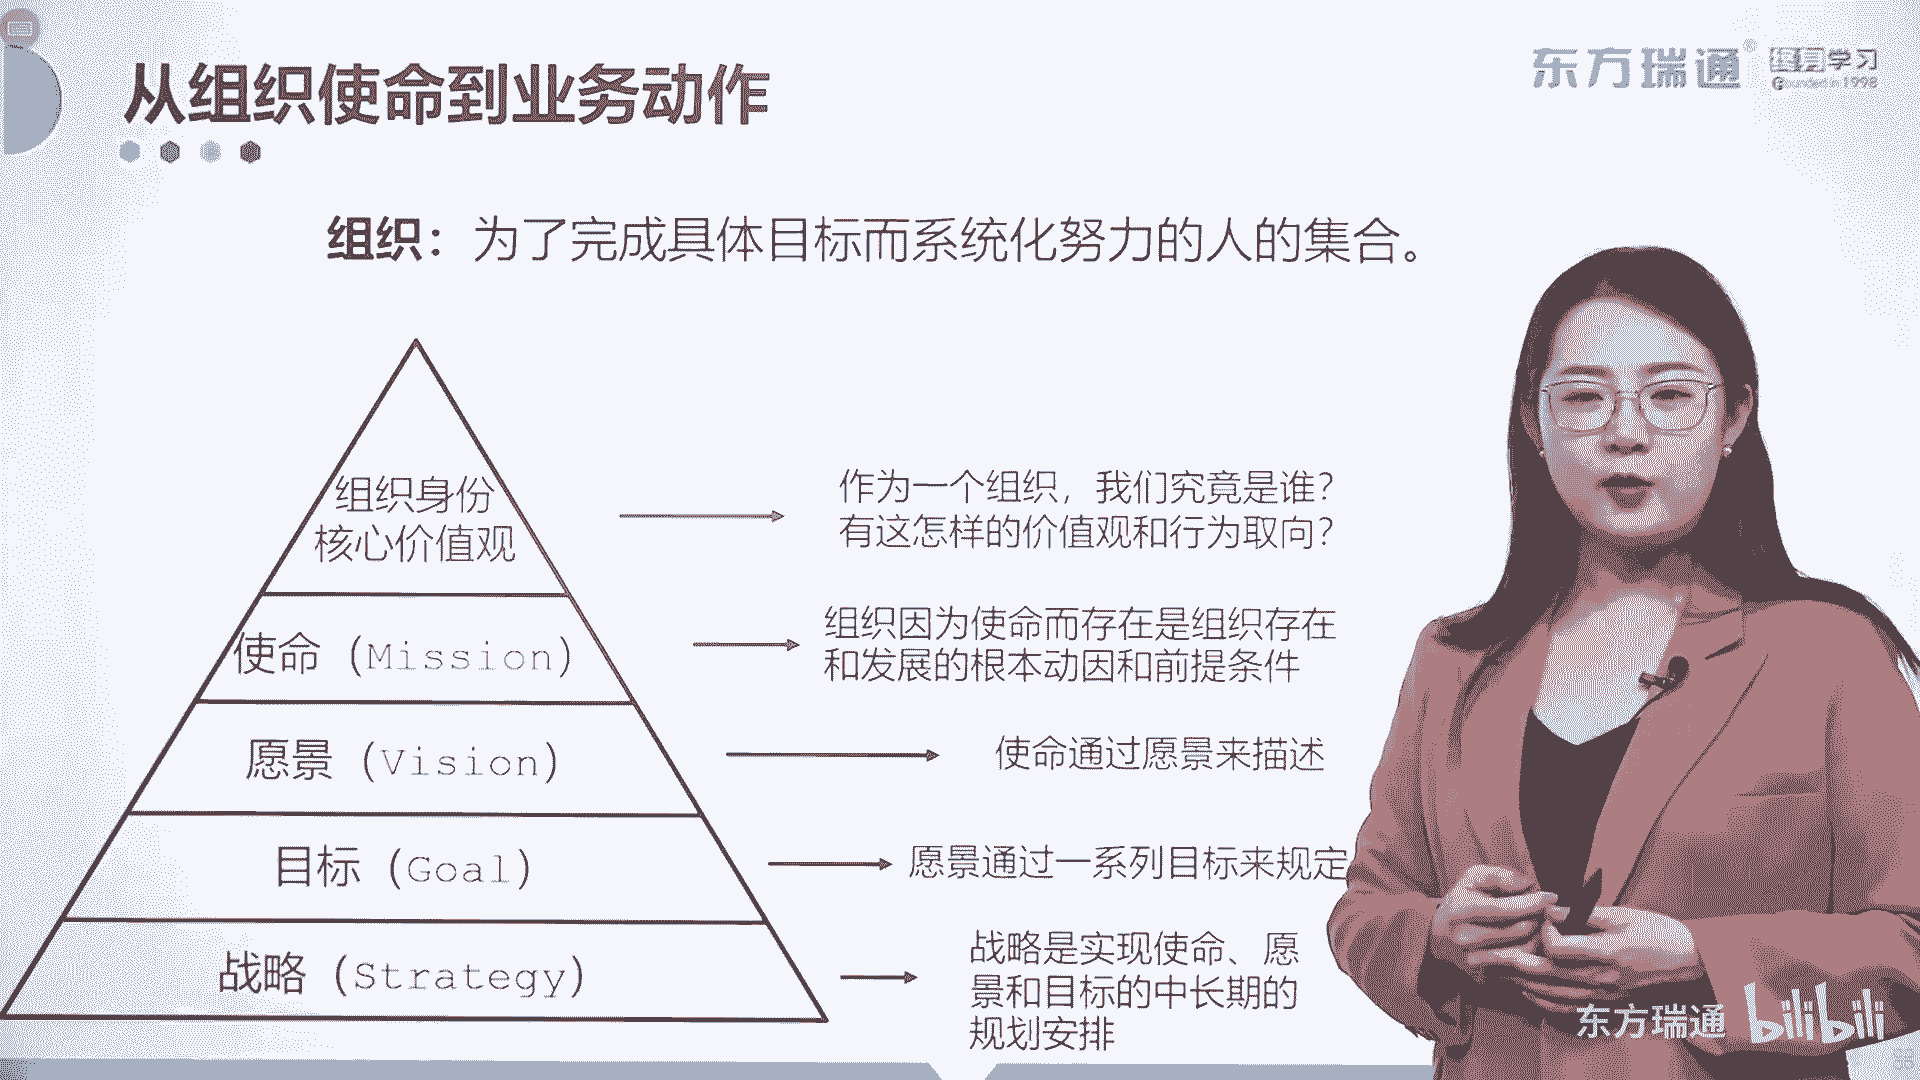 从组织使命到业务动作
东方瑞通® 终身学习
Founded in 1998
组织：为了完成具体目标而系统化努力的人的集合。
组织身份
核心价值观
作为一个组织，我们究竟是谁？
有这怎样的价值观和行为取向？
使命（Mission）
组织因为使命而存在是组织存在
和发展的根本动因和前提条件
愿景（Vision）
使命通过愿景来描述
目标（Goal）
愿景通过一系列目标来规定
战略（Strategy）
战略是实现使命、愿
景和目标的中长期的
规划安排
东方瑞通 bilibili